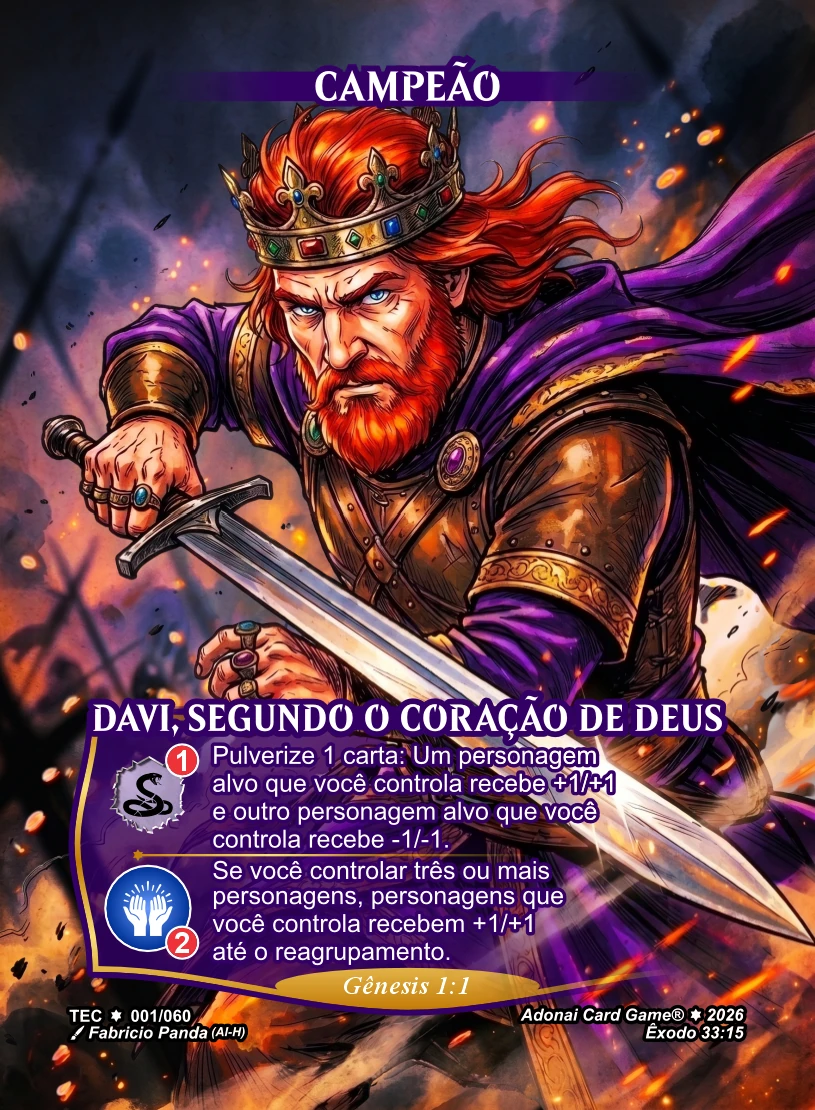 CAMPEÃO
DAVI, SEGUNDO O CORAÇÃO DE DEUS
1
Pulverize 1 carta: Um personagem
alvo que você controla recebe +1/+1
e outro personagem alvo que você
controla recebe -1/-1.
Se você controlar três ou mais
personagens, personagens que
você controla recebem +1/+1
até o reagrupamento.
2
Gênesis 1:1
TEC ✶ 001/060
Fabricio Panda (AI-H)
Adonai Card Game® ✶ 2026
Êxodo 33:15